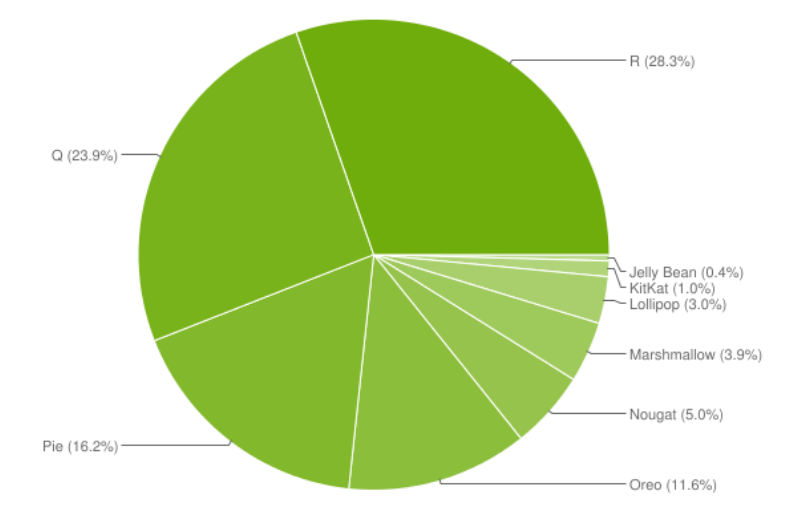 R (28.3%)
Q (23.9%)
Jelly Bean (0.4%)
KitKat (1.0%)
Lollipop (3.0%)
Marshmallow (3.9%)
Nougat (5.0%)
Pie (16.2%)
Oreo (11.6%)